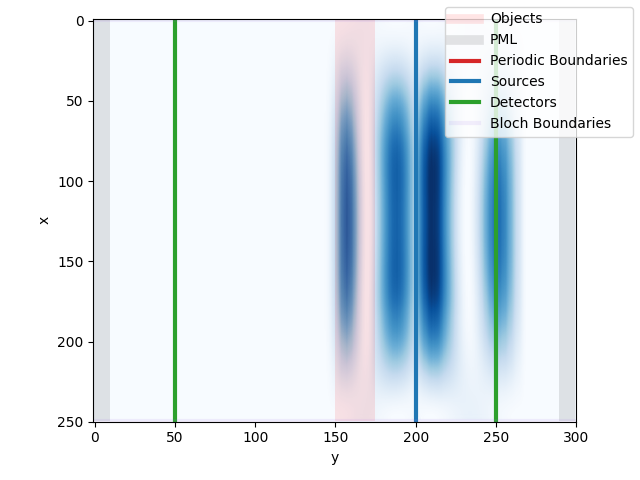 Objects
PML
Periodic Boundaries
Sources
Detectors
Bloch Boundaries
0
50
100
150
200
250
x
0
50
100
150
200
250
300
y